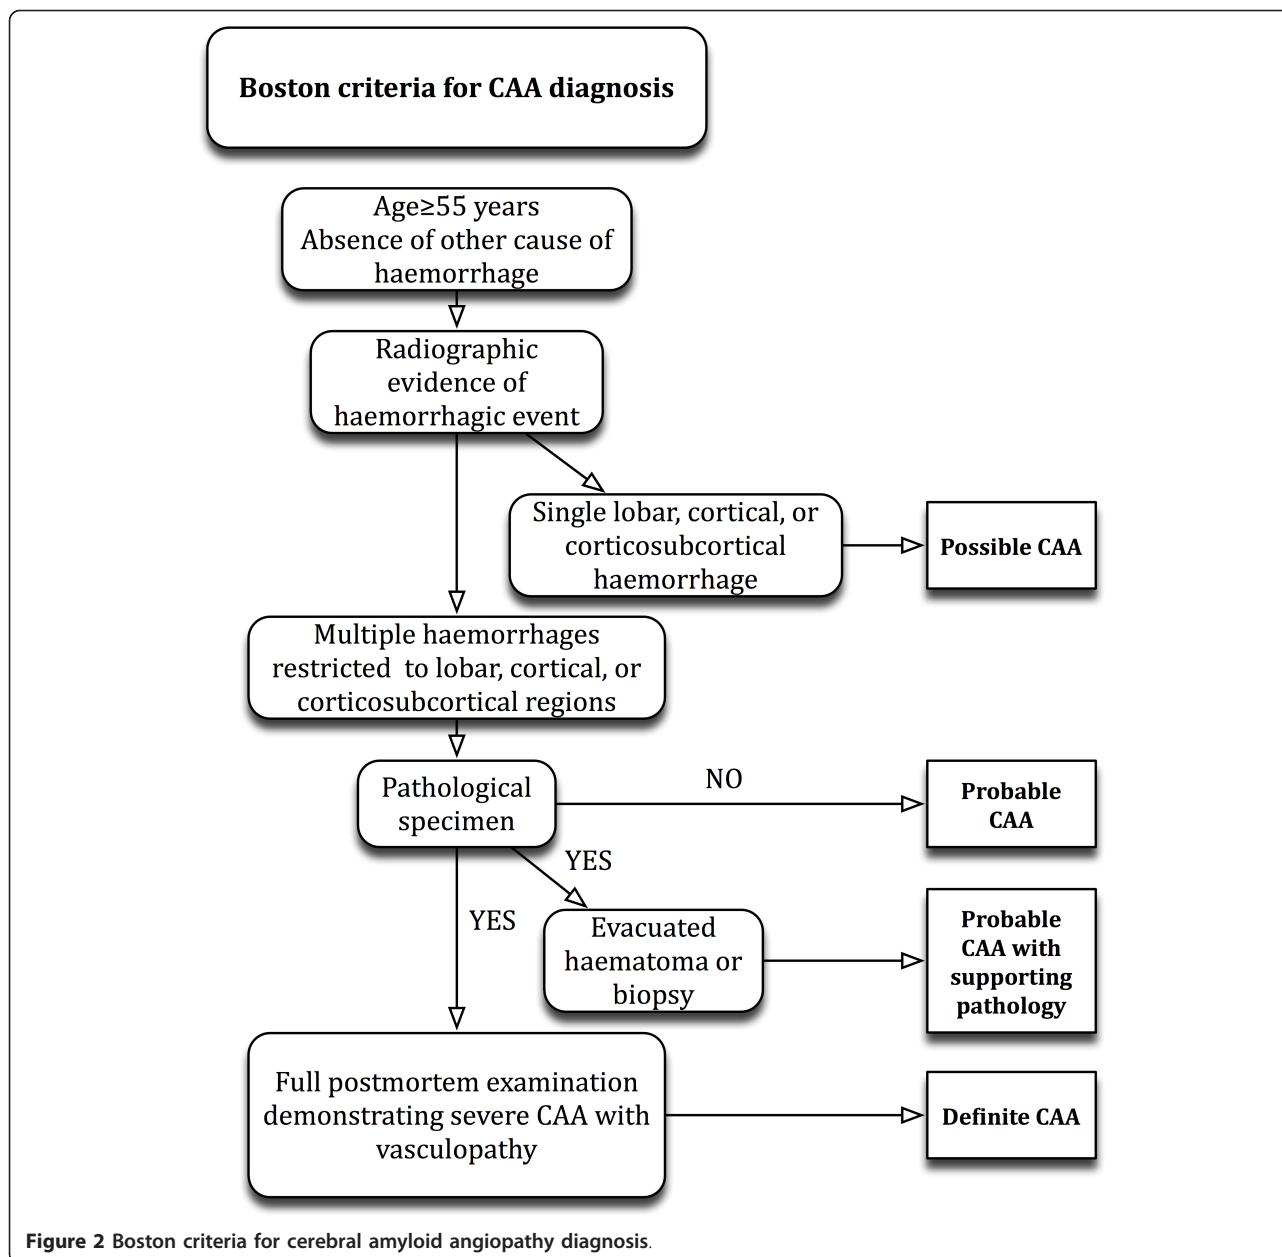 Boston criteria for CAA diagnosis
Age≥55 years
Absence of other cause of
haemorrhage
Radiographic
evidence of
haemorrhagic event
Single lobar, cortical, or
corticosubcortical
haemorrhage
Possible CAA
Multiple haemorrhages
restricted to lobar, cortical, or
corticosubcortical regions
Pathological
specimen
NO
Probable
CAA
YES
YES
Evacuated
haematoma or
biopsy
Probable
CAA with
supporting
pathology
Full postmortem examination
demonstrating severe CAA with
vasculopathy
Definite CAA
Figure 2 Boston criteria for cerebral amyloid angiopathy diagnosis.